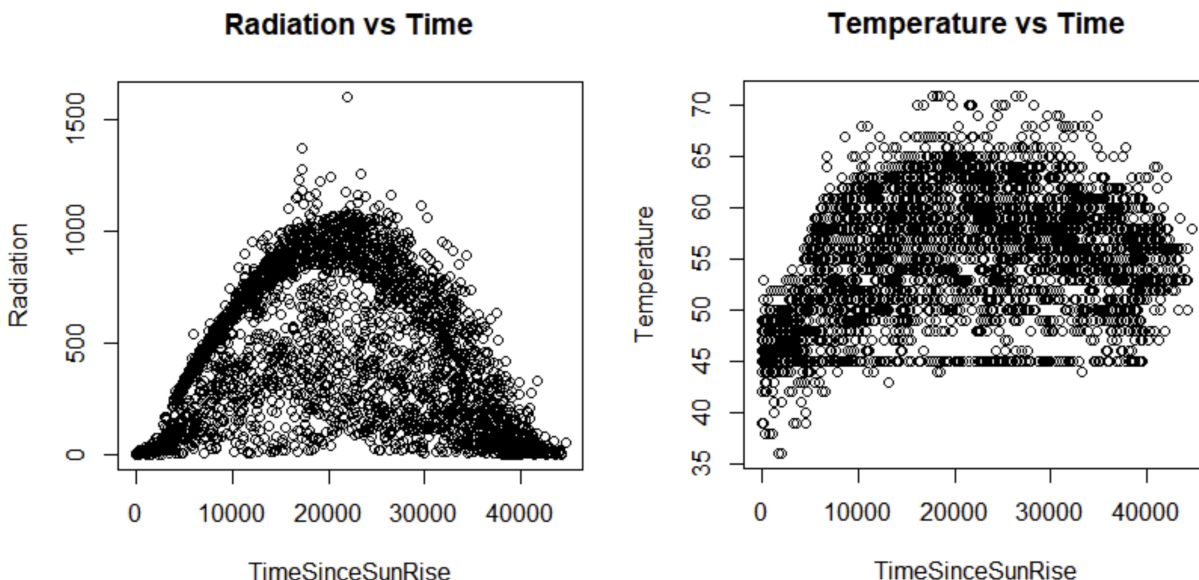 Radiation vs Time
Radiation
1500
1000
500
0
0 10000 20000 30000 40000
TimeSinceSunRise
Temperature vs Time
Temperature
70
65
60
55
50
45
40
35
0 10000 20000 30000 40000
TimeSinceSunRise